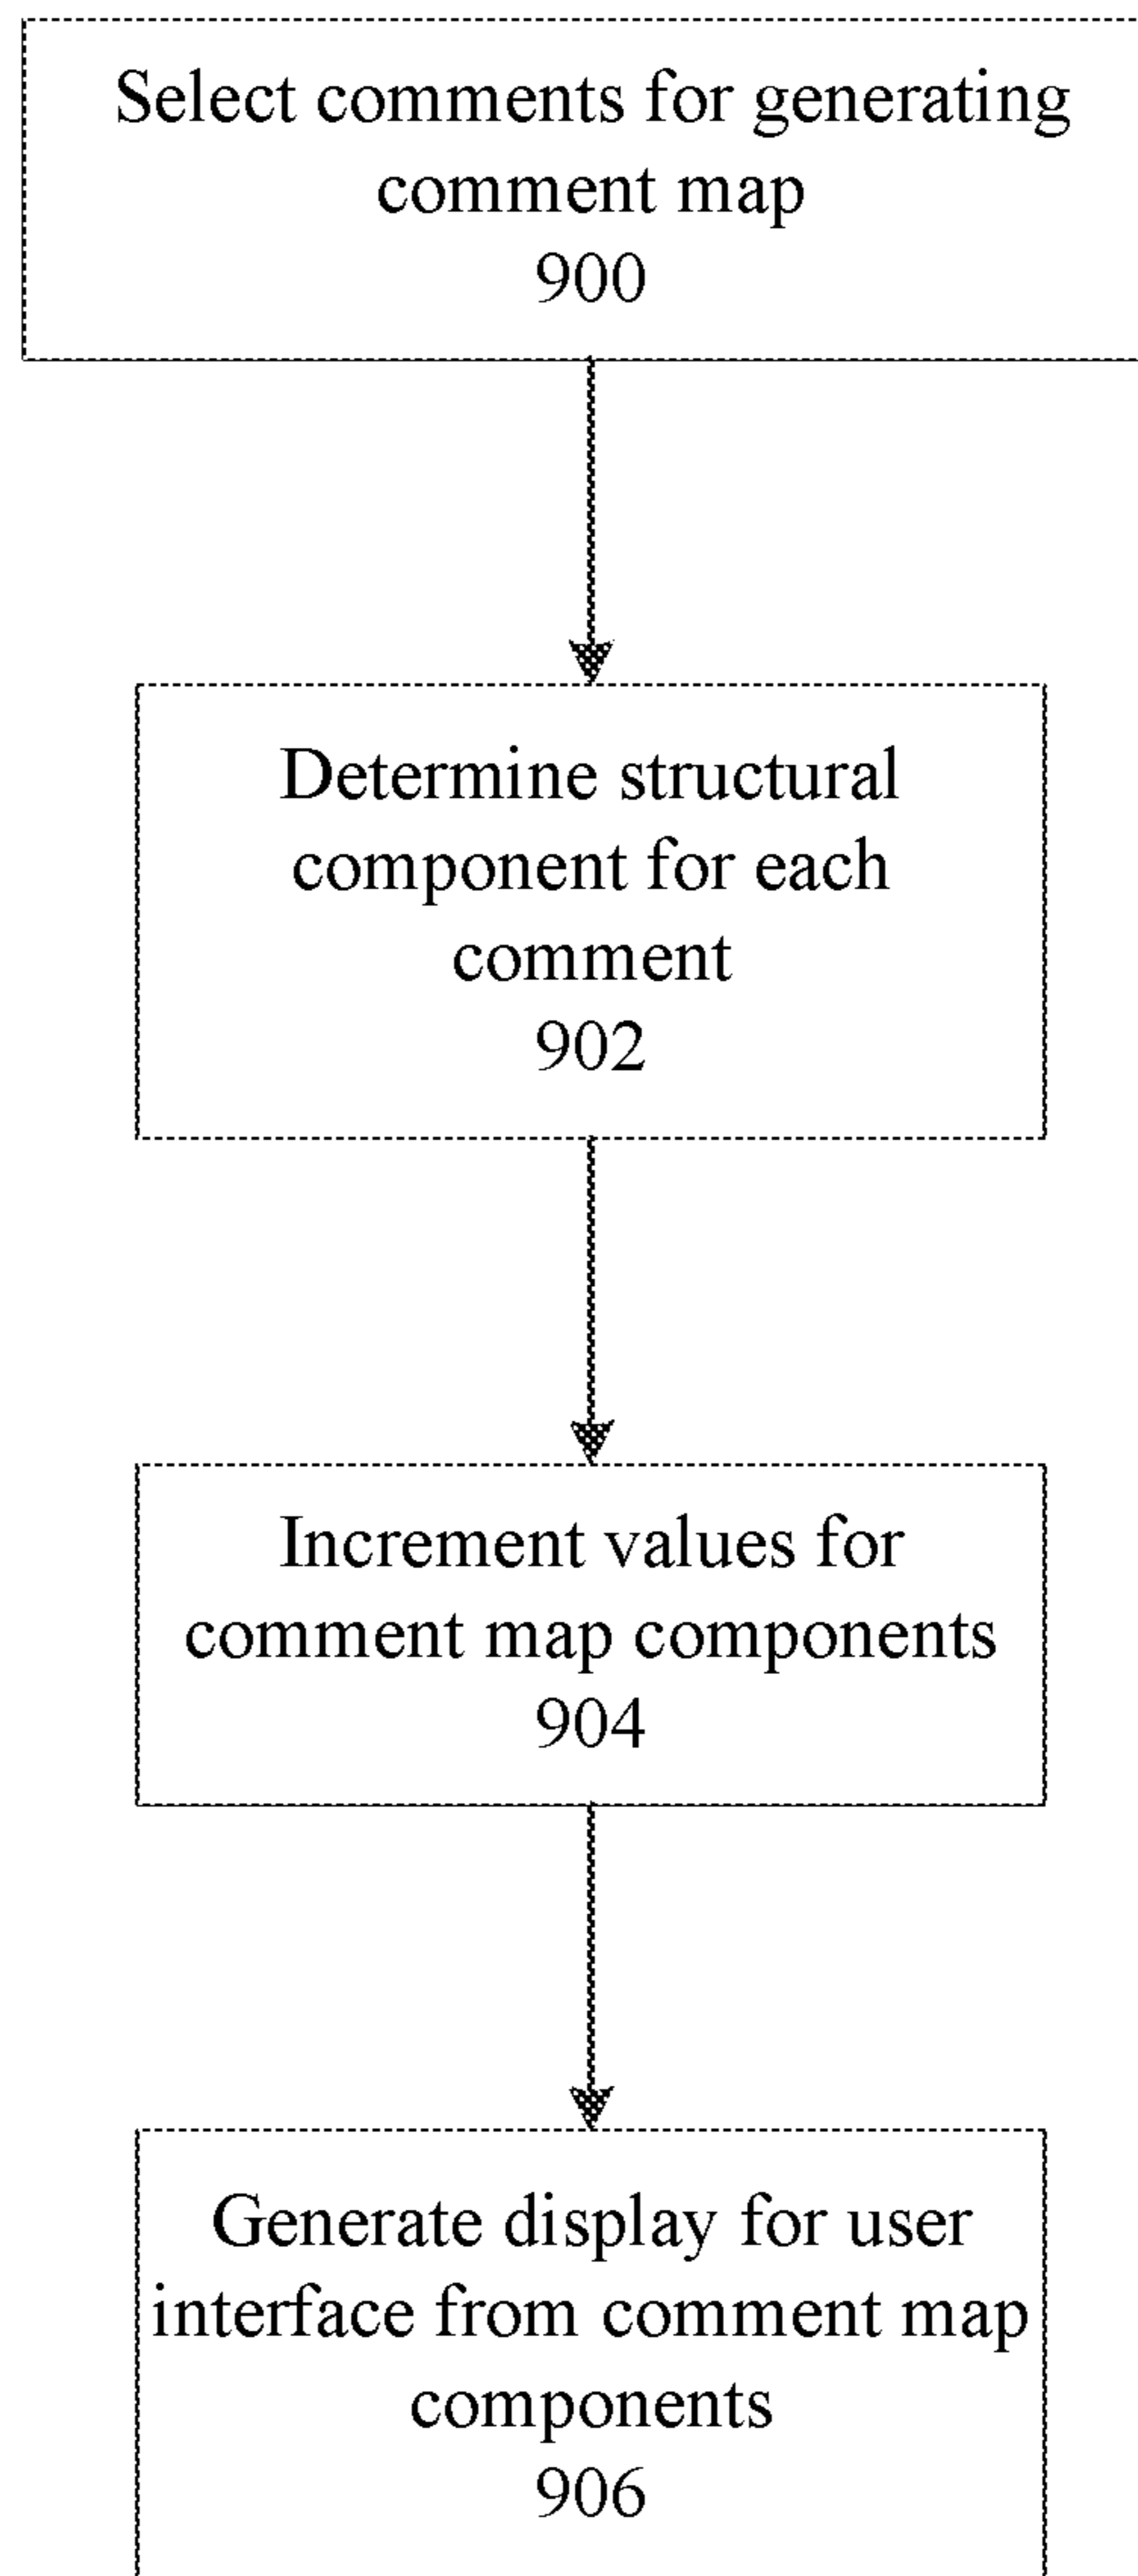 Select comments for generating
comment map
900
Determine structural
component for each
comment
902
Increment values for
comment map components
904
Generate display for user
interface from comment map
components
906